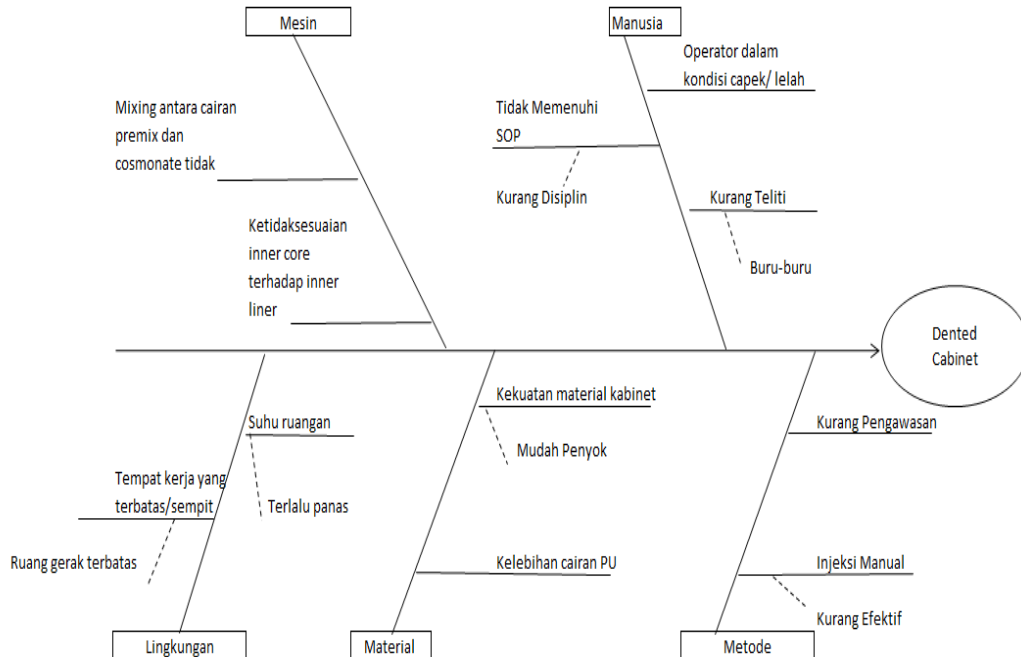 Mesin
Manusia
Operator dalam
kondisi capek/ lelah
Mixing antara cairan
premix dan
cosmonate tidak
Tidak Memenuhi
SOP
Kurang Disiplin
Kurang Teliti
Buru-buru
Ketidaksesuaian
inner core
terhadap inner
liner
Dented
Cabinet
Kekuatan material kabinet
Mudah Penyok
Suhu ruangan
Terlalu panas
Kurang Pengawasan
Tempat kerja yang
terbatas/sempit
Ruang gerak terbatas
Kelebihan cairan PU
Injeksi Manual
Kurang Efektif
Lingkungan
Material
Metode